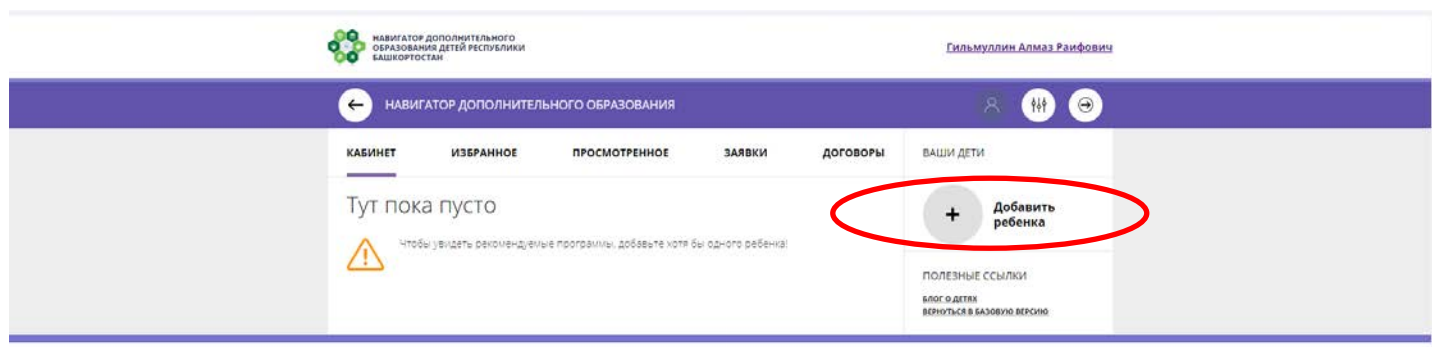 НАВИГАТОР ДОПОЛНИТЕЛЬНОГО
ОБРАЗОВАНИЯ ДЕТЕЙ РЕСПУБЛИКИ
БАШКОРТОСТАН
Гильмуллин Алмаз Раифович
НАВИГАТОР ДОПОЛНИТЕЛЬНОГО ОБРАЗОВАНИЯ
КАБИНЕТ ИЗБРАННОЕ ПРОСМОТРЕННОЕ ЗАЯВКИ ДОГОВОРЫ
ВАШИ ДЕТИ
Тут пока пусто
Чтобы увидеть рекомендуемые программы, добавьте хотя бы одного ребенка!
+ Добавить
ребенка
ПОЛЕЗНЫЕ ССЫЛКИ
БЛОГ О ДЕТЯХ
ВЕРНУТЬСЯ В БАЗОВУЮ ВЕРСИЮ